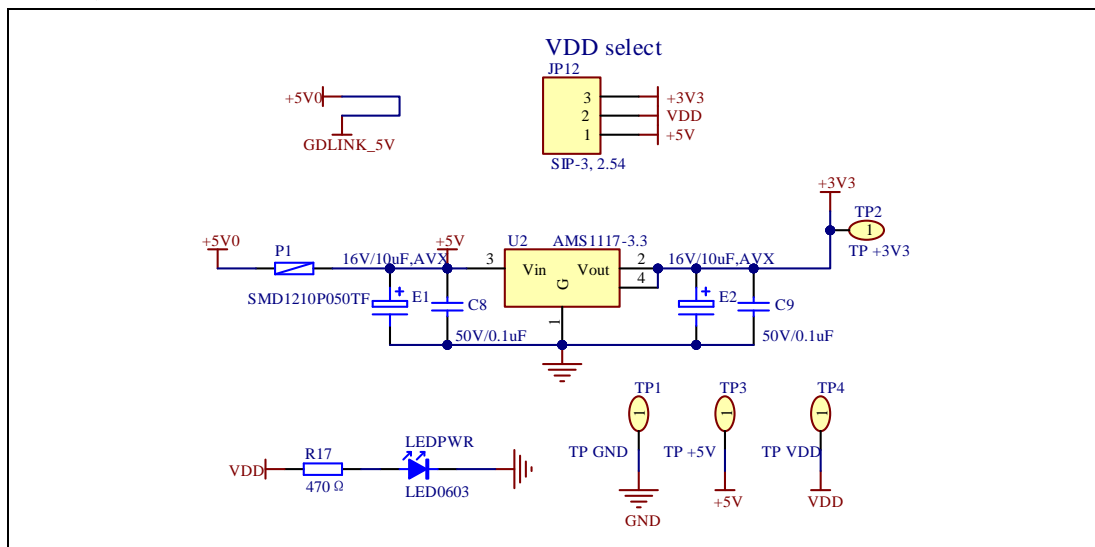 VDD select
JP12
+5V0
3 +3V3
2 VDD
1 +5V
GDLINK_5V
SIP-3, 2.54
+3V3
TP2
1
TP +3V3
+5V0
P1
+5V
U2 AMS1117-3.3
16V/10uF,AVX
3 Vin Vout 2
4
G
1
16V/10uF,AVX
SMD1210P050TF
E1
C8
E2
C9
50V/0.1uF
50V/0.1uF
TP1
TP3
TP4
1
1
1
TP GND
TP +5V
TP VDD
GND
+5V
VDD
R17
LEDPWR
VDD
470 Ω
LED0603